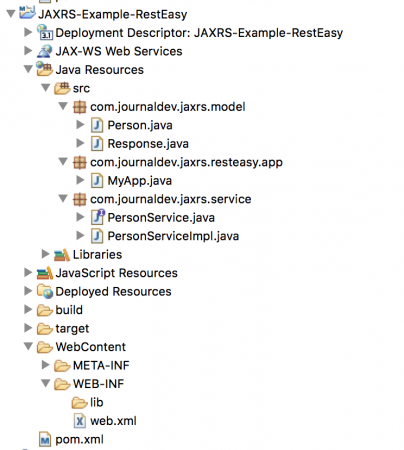 JAXRS-Example-RestEasy
Deployment Descriptor: JAXRS-Example-RestEasy
JAX-WS Web Services
Java Resources
src
com.journaldev.jaxrs.model
Person.java
Response.java
com.journaldev.jaxrs.resteasy.app
MyApp.java
com.journaldev.jaxrs.service
PersonService.java
PersonServiceImpl.java
Libraries
JavaScript Resources
Deployed Resources
build
target
WebContent
META-INF
WEB-INF
lib
web.xml
pom.xml